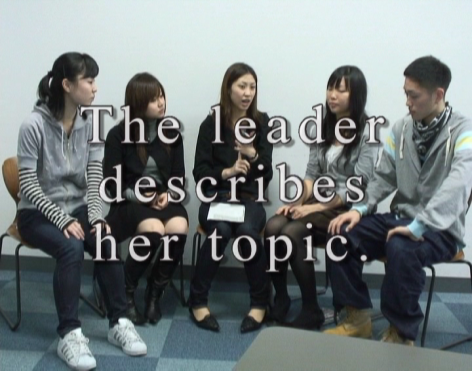 The leader
describes
her topic.